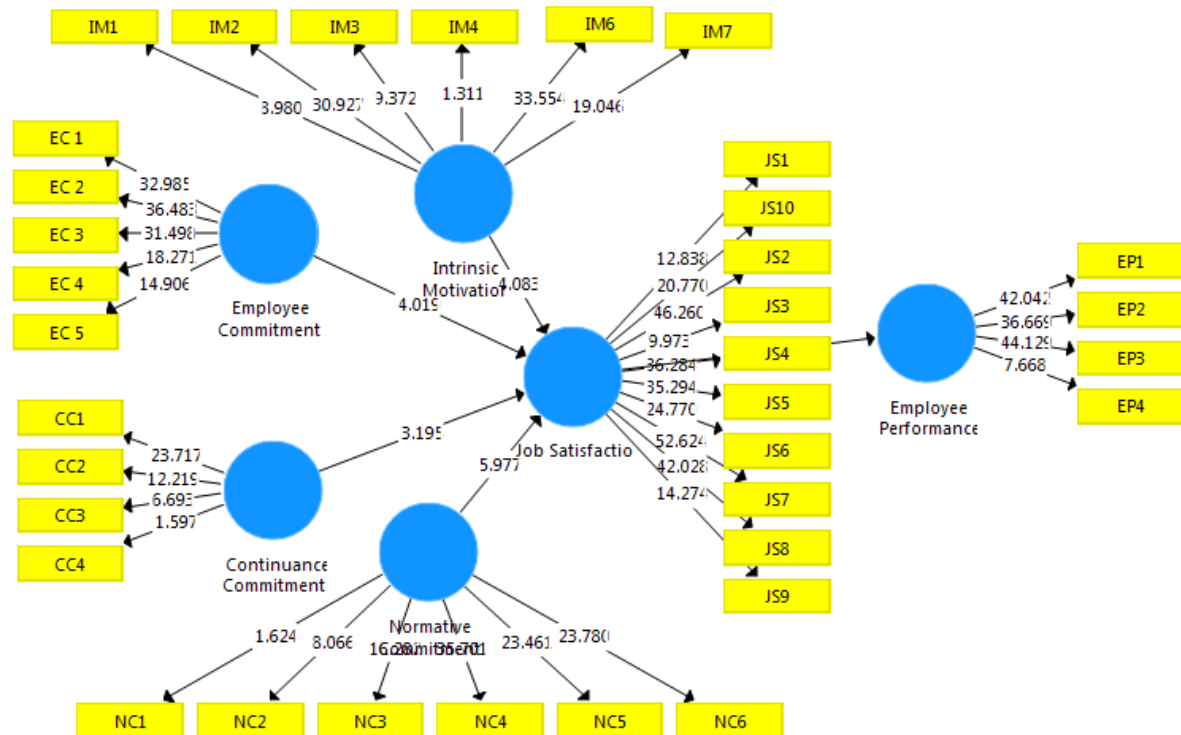 IM1
IM2
IM3
IM4
IM6
IM7
3.980
30.927
9.372
1.311
33.554
19.046
EC 1
EC 2
EC 3
EC 4
EC 5
32.985
36.483
31.498
18.271
14.906
Employee
Commitment
Intrinsic
Motivation
4.019
4.083
JS1
JS10
JS2
JS3
JS4
JS5
JS6
JS7
JS8
JS9
12.838
20.770
46.260
9.973
36.284
35.294
24.770
52.624
42.028
14.274
Job Satisfactio
EP1
EP2
EP3
EP4
42.042
36.669
44.129
7.668
Employee
Performance
CC1
CC2
CC3
CC4
23.717
12.219
6.693
1.597
Continuance
Commitment
3.195
5.977
Normative
Commitment
1.624
8.066
35.701
23.461
23.780
NC1
NC2
NC3
NC4
NC5
NC6